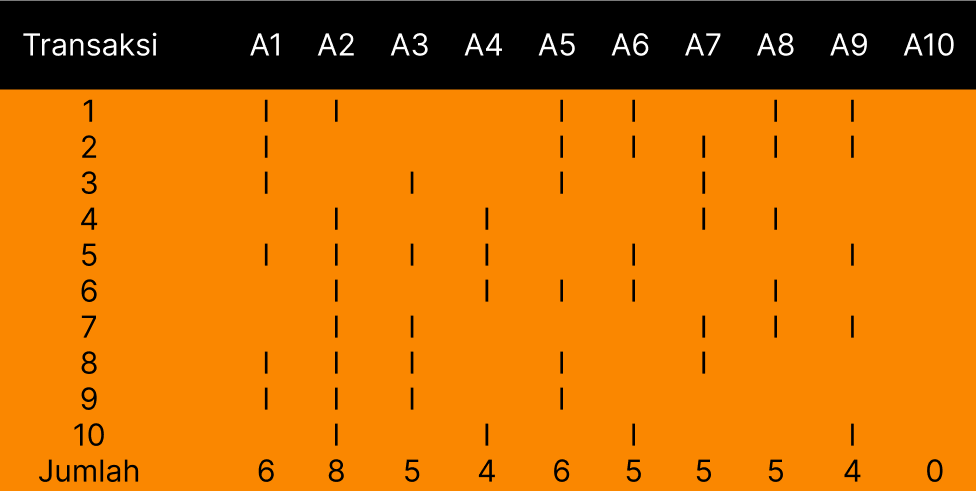 Transaksi A1 A2 A3 A4 A5 A6 A7 A8 A9 A10
1 | | | | | |
2 | | | | | |
3 | | | |
4 | | | |
5 | | | | | |
6 | | | | |
7 | | | | |
8 | | | | |
9 | | | |
10 | | | |
Jumlah 6 8 5 4 6 5 5 5 4 0